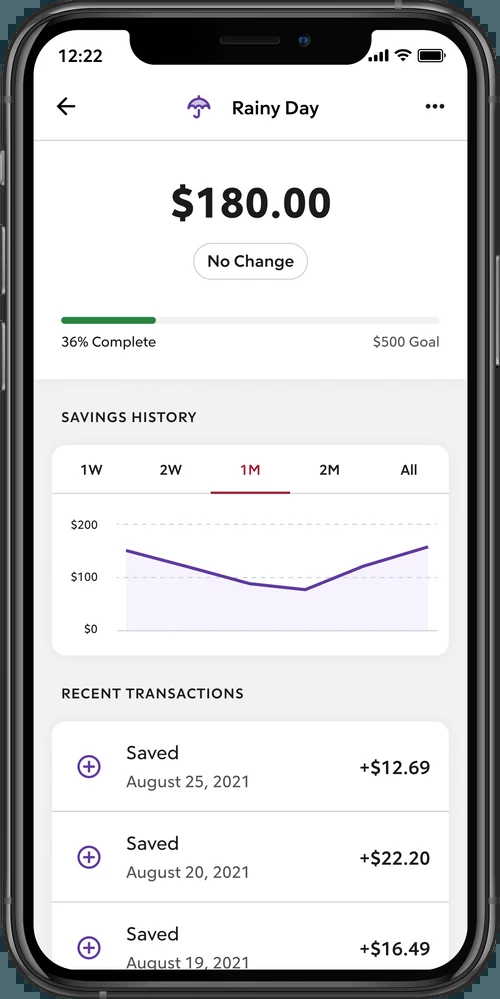 12:22
Rainy Day
$180.00
No Change
36% Complete $500 Goal
SAVINGS HISTORY
1W 2W 1M 2M All
$200
$100
$0
RECENT TRANSACTIONS
Saved
August 25, 2021
+$12.69
Saved
August 20, 2021
+$22.20
Saved
August 19, 2021
+$16.49